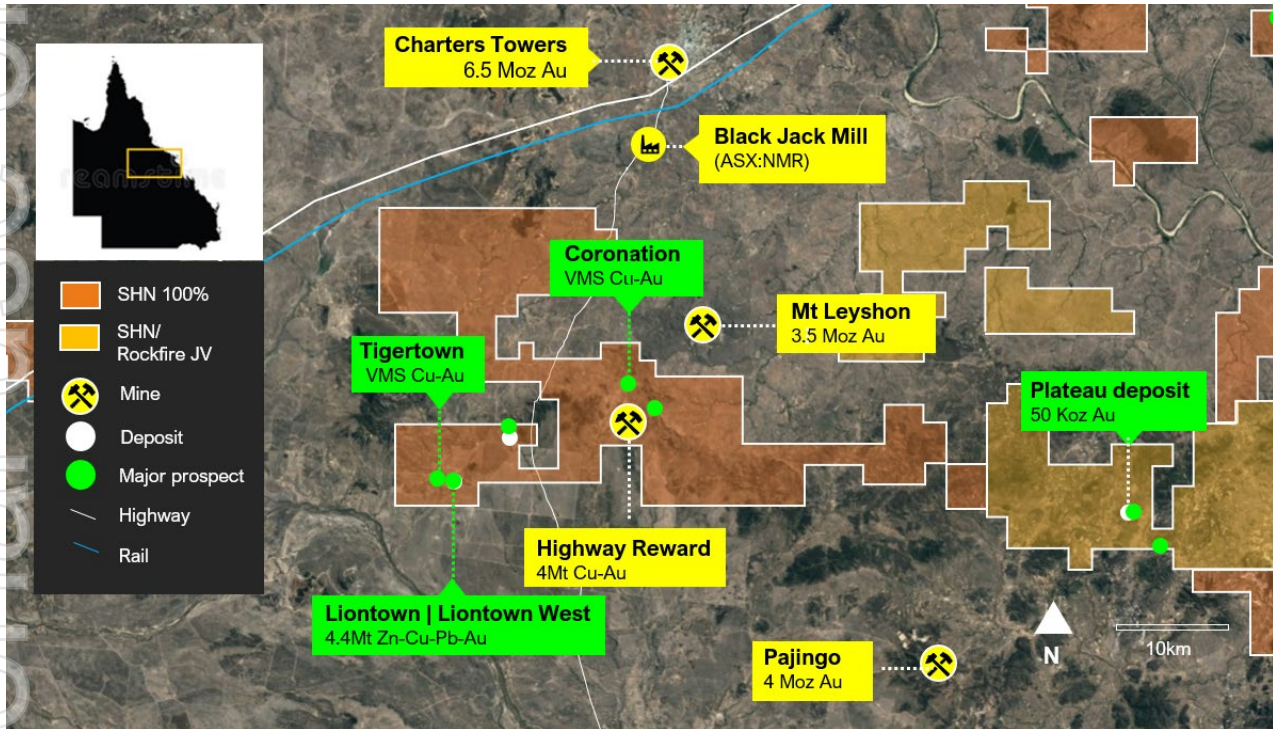 Charters Towers
6.5 Moz Au
Black Jack Mill
(ASX:NMR)
Coronation
VMS Cu-Au
Mt Leyshon
3.5 Moz Au
Tigertown
VMS Cu-Au
Plateau deposit
50 Koz Au
Highway Reward
4Mt Cu-Au
Liontown | Liontown West
4.4Mt Zn-Cu-Pb-Au
Pajingo
4 Moz Au
N
10km
SHN 100%
SHN/
Rockfire JV
Mine
Deposit
Major prospect
Highway
Rail